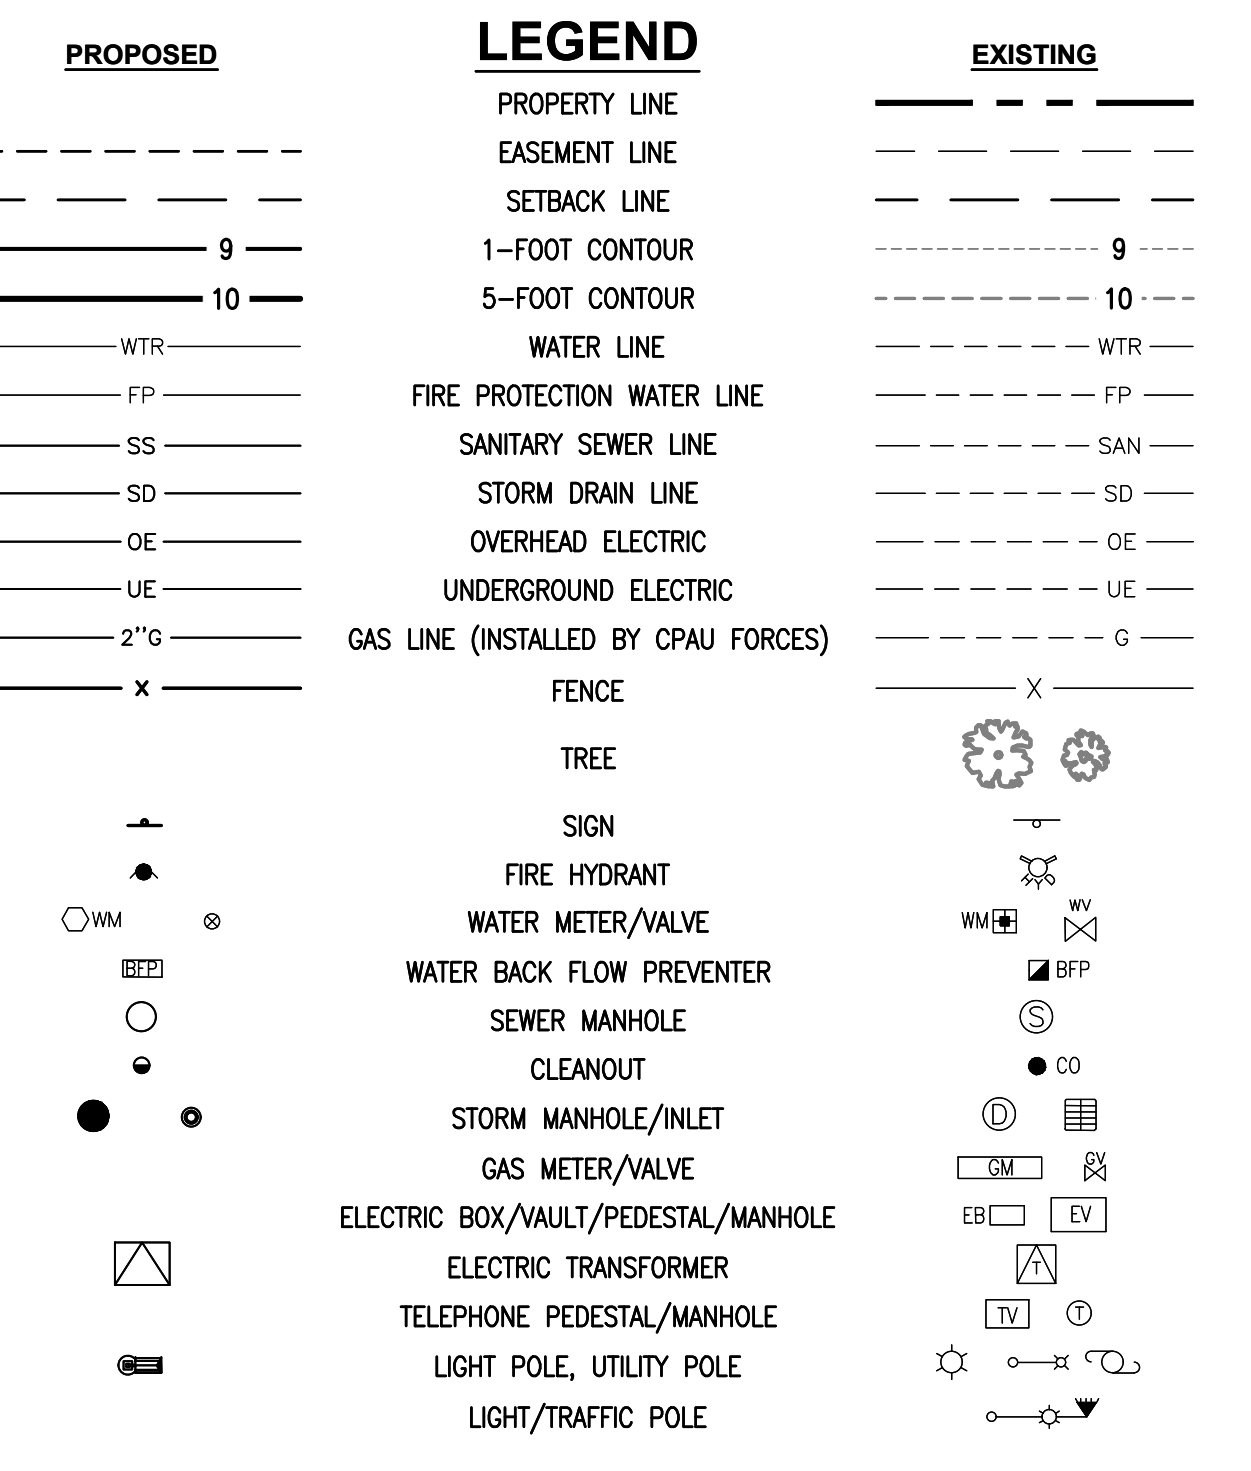 PROPOSED LEGEND EXISTING
PROPERTY LINE
EASEMENT LINE
SETBACK LINE
9 1-FOOT CONTOUR 9
10 5-FOOT CONTOUR 10
WTR WATER LINE WTR
FP FIRE PROTECTION WATER LINE FP
SS SANITARY SEWER LINE SAN
SD STORM DRAIN LINE SD
OE OVERHEAD ELECTRIC OE
UE UNDERGROUND ELECTRIC UE
2''G GAS LINE (INSTALLED BY CPAU FORCES) G
X FENCE X
TREE
SIGN
FIRE HYDRANT
WM WATER METER/VALVE WM WV
BFP WATER BACK FLOW PREVENTER BFP
SEWER MANHOLE S
CLEANOUT CO
STORM MANHOLE/INLET D
GAS METER/VALVE GM GV
ELECTRIC BOX/VAULT/PEDESTAL/MANHOLE EB EV
ELECTRIC TRANSFORMER T
TELEPHONE PEDESTAL/MANHOLE TV T
LIGHT POLE, UTILITY POLE
LIGHT/TRAFFIC POLE